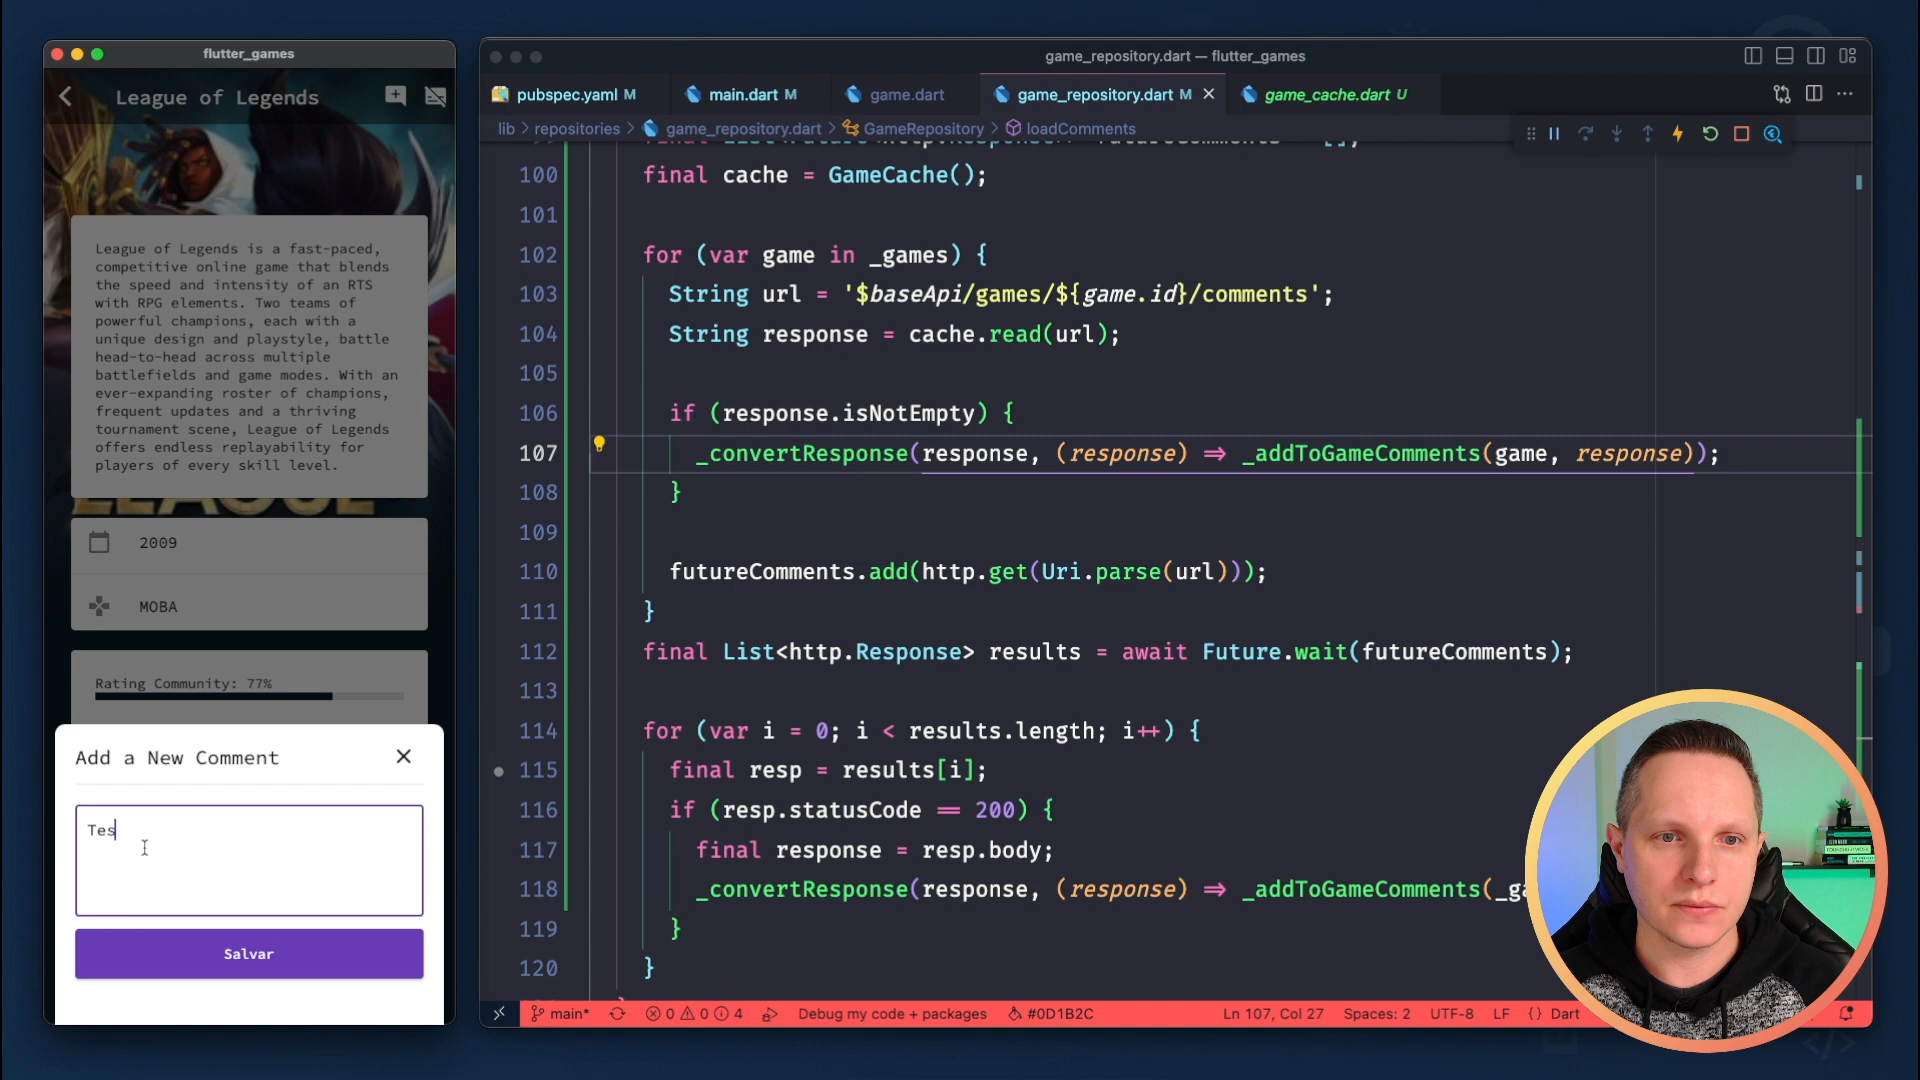 flutter_games
League of Legends
League of Legends is a fast-paced,
competitive online game that blends
the speed and intensity of an RTS
with RPG elements. Two teams of
powerful champions, each with a
unique design and playstyle, battle
head-to-head across multiple
battlefields and game modes. With an
ever-expanding roster of champions,
frequent updates and a thriving
tournament scene, League of Legends
offers endless replayability for
players of every skill level.
2009
MOBA
Rating Community: 77%
Add a New Comment
Tes
Salvar
game_repository.dart — flutter_games
pubspec.yaml M
main.dart M
game.dart
game_repository.dart M
game_cache.dart U
lib > repositories > game_repository.dart > GameRepository > loadComments
100 final cache = GameCache();
101
102 for (var game in _games) {
103 String url = '$baseApi/games/${game.id}/comments';
104 String response = cache.read(url);
105
106 if (response.isNotEmpty) {
107 _convertResponse(response, (response) => _addToGameComments(game, response));
108 }
109
110 futureComments.add(http.get(Uri.parse(url)));
111 }
112 final List<http.Response> results = await Future.wait(futureComments);
113
114 for (var i = 0; i < results.length; i++) {
115 final resp = results[i];
116 if (resp.statusCode == 200) {
117 final response = resp.body;
118 _convertResponse(response, (response) => _addToGameComments(
119 }
120 }
main* 0 0 4 Debug my code + packages #0D1B2C Ln 107, Col 27 Spaces: 2 UTF-8 LF {} Dart